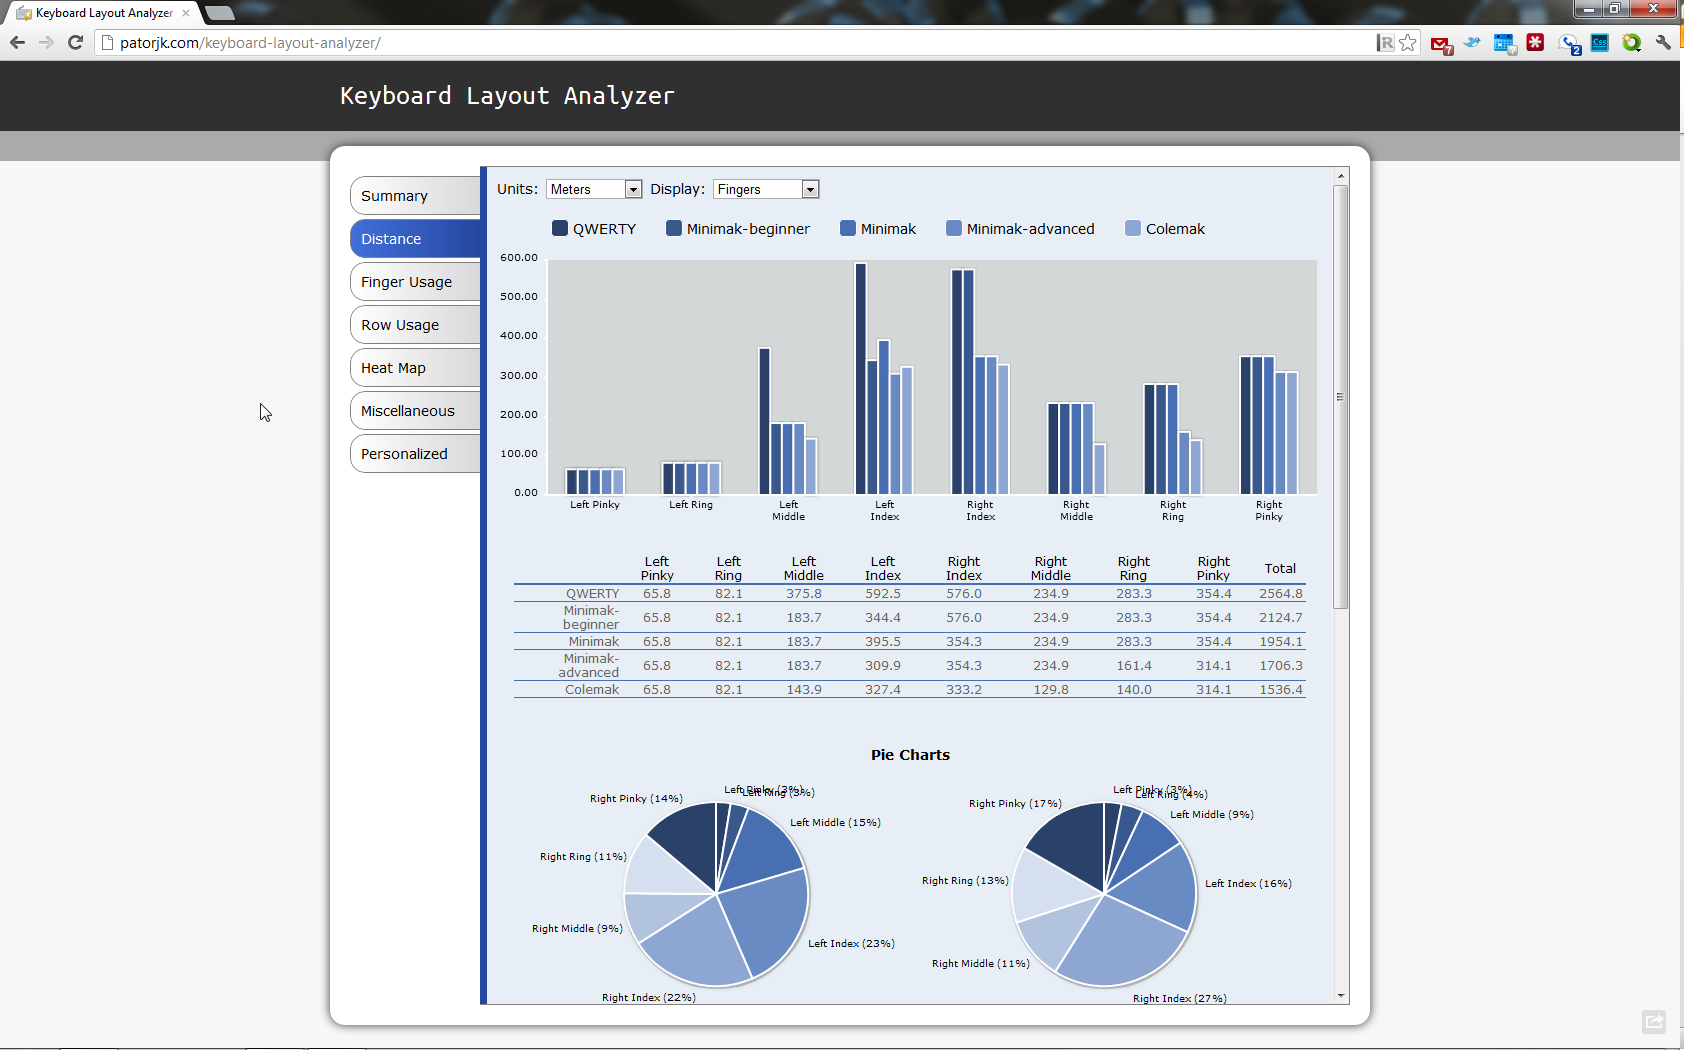 Keyboard Layout Analyzer
patorjk.com/keyboard-layout-analyzer/
7
2
Css
Keyboard Layout Analyzer
Summary
Distance
Finger Usage
Row Usage
Heat Map
Miscellaneous
Personalized
Units: Meters Display: Fingers
QWERTY Minimak-beginner Minimak Minimak-advanced Colemak
600.00
500.00
400.00
300.00
200.00
100.00
0.00
Left Pinky Left Ring Left Middle Left Index Right Index Right Middle Right Ring Right Pinky
Left Pinky Left Ring Left Middle Left Index Right Index Right Middle Right Ring Right Pinky Total
QWERTY 65.8 82.1 375.8 592.5 576.0 234.9 283.3 354.4 2564.8
Minimak-beginner 65.8 82.1 183.7 344.4 576.0 234.9 283.3 354.4 2124.7
Minimak 65.8 82.1 183.7 395.5 354.3 234.9 283.3 354.4 1954.1
Minimak-advanced 65.8 82.1 183.7 309.9 354.3 234.9 161.4 314.1 1706.3
Colemak 65.8 82.1 143.9 327.4 333.2 129.8 140.0 314.1 1536.4
Pie Charts
Left Pinky (3%)
Left Ring (3%)
Right Pinky (14%)
Left Middle (15%)
Right Ring (11%)
Right Middle (9%)
Left Index (23%)
Right Index (22%)
Left Pinky (3%)
Left Ring (4%)
Right Pinky (17%)
Left Middle (9%)
Right Ring (13%)
Left Index (16%)
Right Middle (11%)
Right Index (27%)